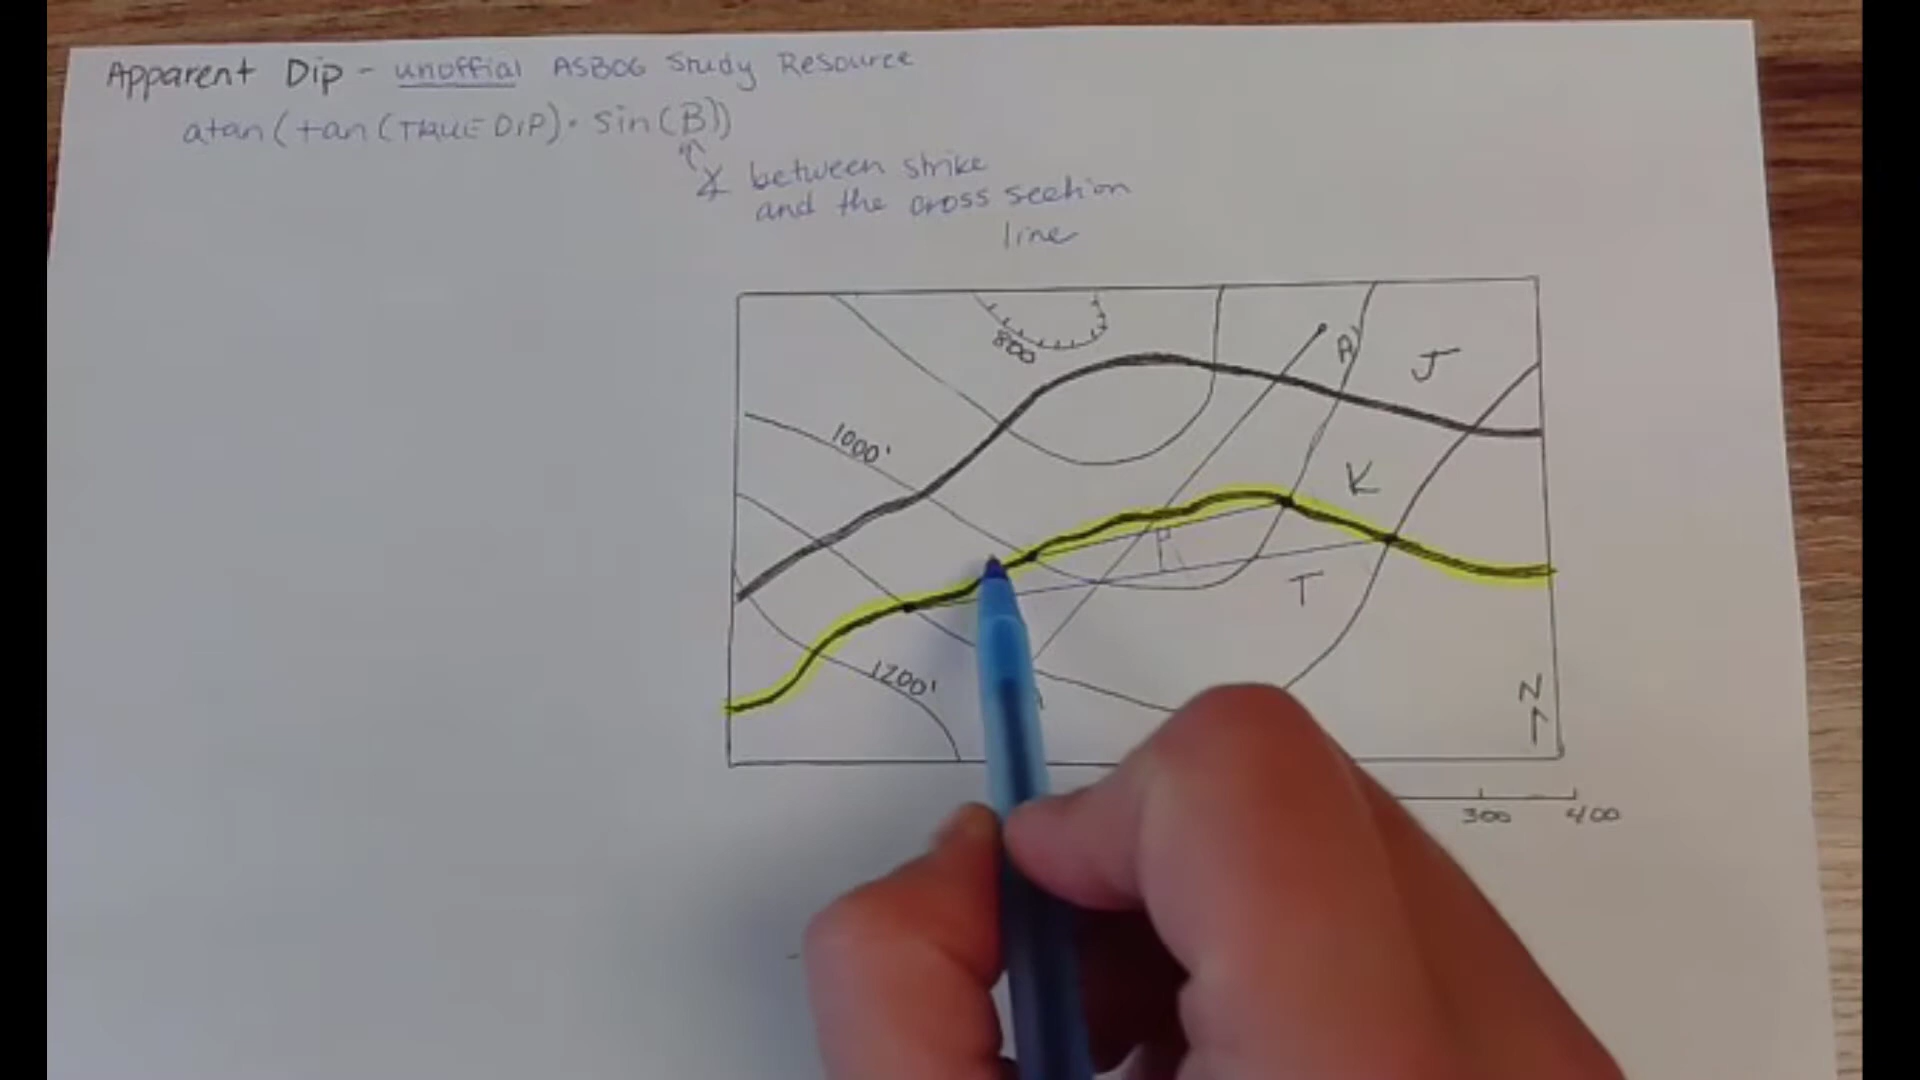 Apparent Dip - unoffial ASBOG Study Resource
atan(tan(TRUE DIP)·sin(B))
∡ between strike
and the cross section
line
800
A'
J
1000'
K
T
1200'
N
300 400